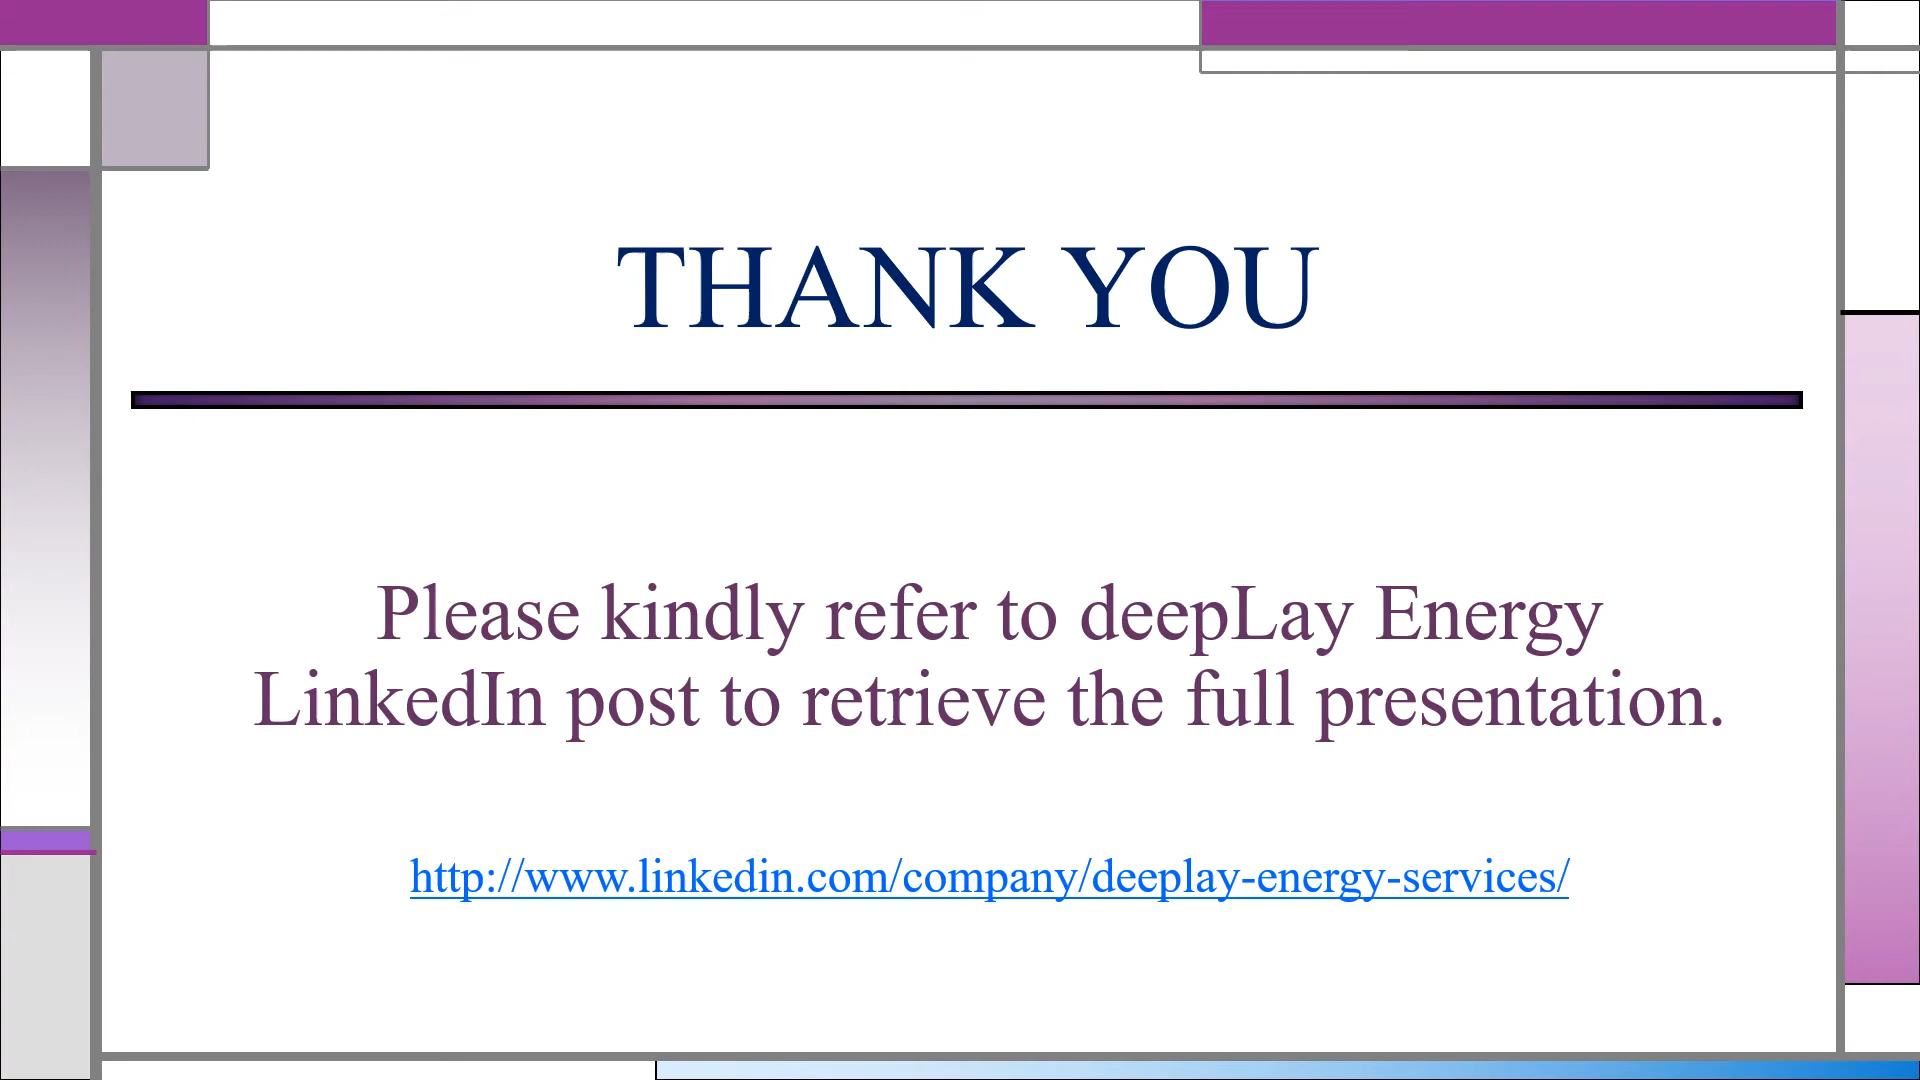 THANK YOU
Please kindly refer to deepLay Energy
LinkedIn post to retrieve the full presentation.
http://www.linkedin.com/company/deeplay-energy-services/